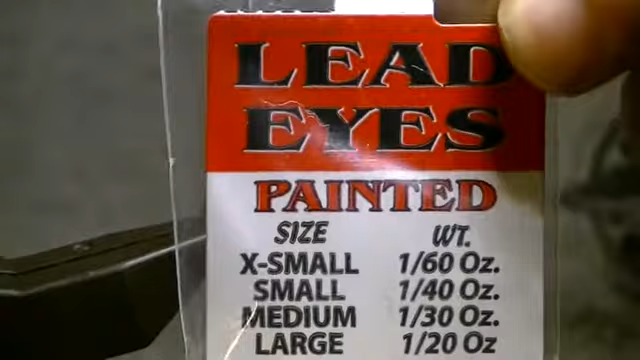 LEAD
EYES
PAINTED
SIZE WT.
X-SMALL 1/60 Oz.
SMALL 1/40 Oz.
MEDIUM 1/30 Oz.
LARGE 1/20 Oz